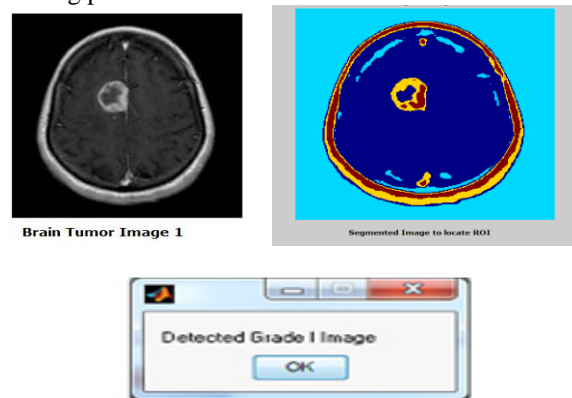 Brain Tumor Image 1
Segmented Image to locate ROI
Detected Grade I Image
OK